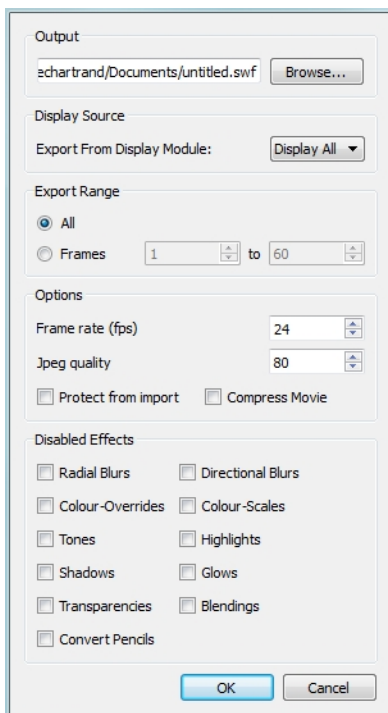 Output
echartrand/Documents/untitled.swf Browse...
Display Source
Export From Display Module: Display All
Export Range
All
Frames 1 to 60
Options
Frame rate (fps) 24
Jpeg quality 80
Protect from import Compress Movie
Disabled Effects
Radial Blurs Directional Blurs
Colour-Overrides Colour-Scales
Tones Highlights
Shadows Glows
Transparencies Blendings
Convert Pencils
OK Cancel